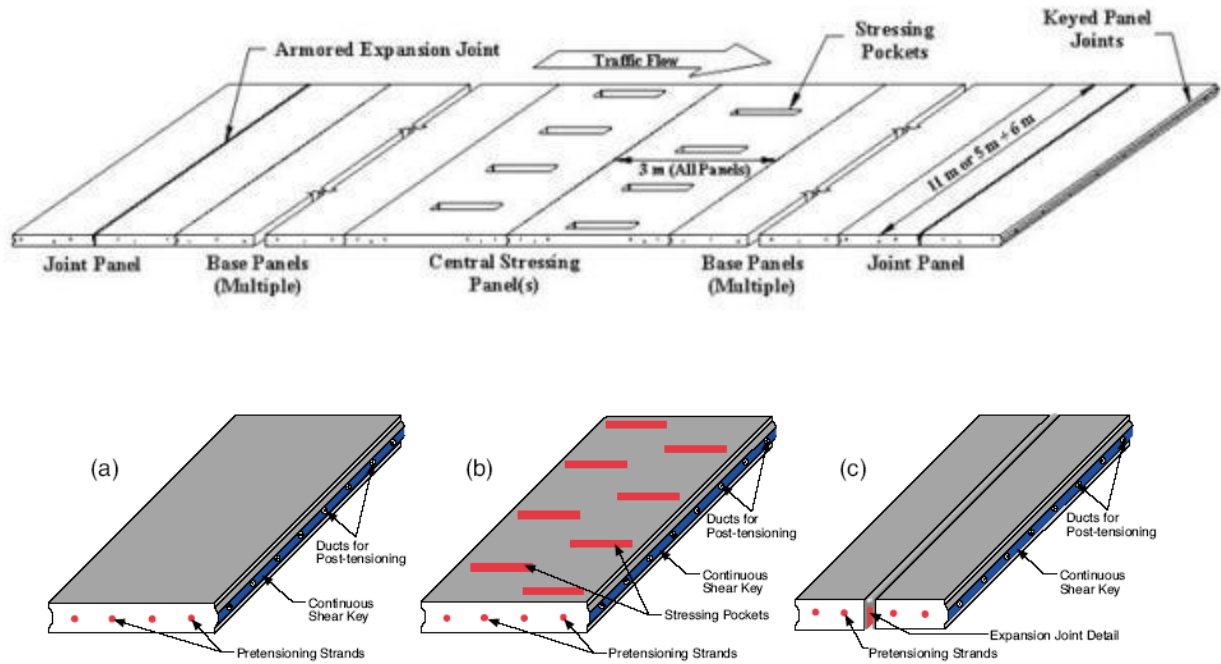 Armored Expansion Joint
Traffic Flow
Stressing
Pockets
Keyed Panel
Joints
3 m (All Panels)
11 m or 5 m + 6 m
Joint Panel
Base Panels
(Multiple)
Central Stressing
Panel(s)
Base Panels
(Multiple)
Joint Panel
(a)
Ducts for
Post-tensioning
Continuous
Shear Key
Pretensioning Strands
(b)
Ducts for
Post-tensioning
Continuous
Shear Key
Stressing Pockets
Pretensioning Strands
(c)
Ducts for
Post-tensioning
Continuous
Shear Key
Expansion Joint Detail
Pretensioning Strands